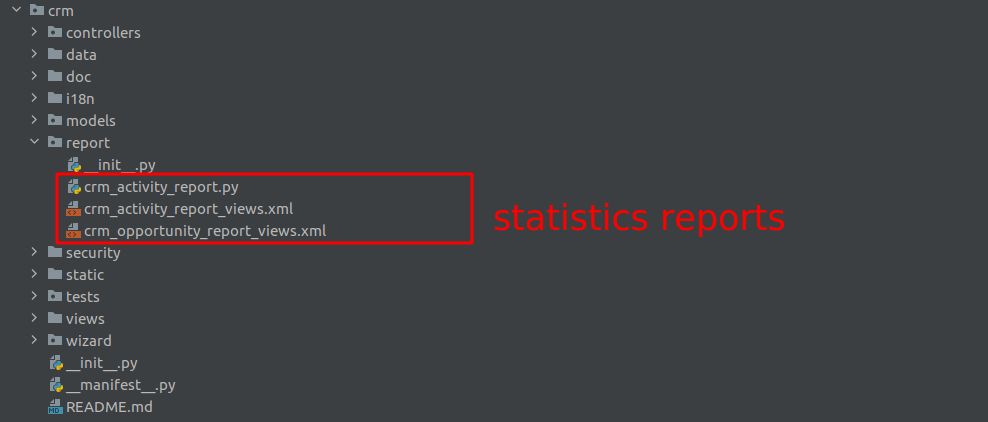 crm
controllers
data
doc
i18n
models
report
__init__.py
crm_activity_report.py
crm_activity_report_views.xml
crm_opportunity_report_views.xml
statistics reports
security
static
tests
views
wizard
__init__.py
__manifest__.py
README.md